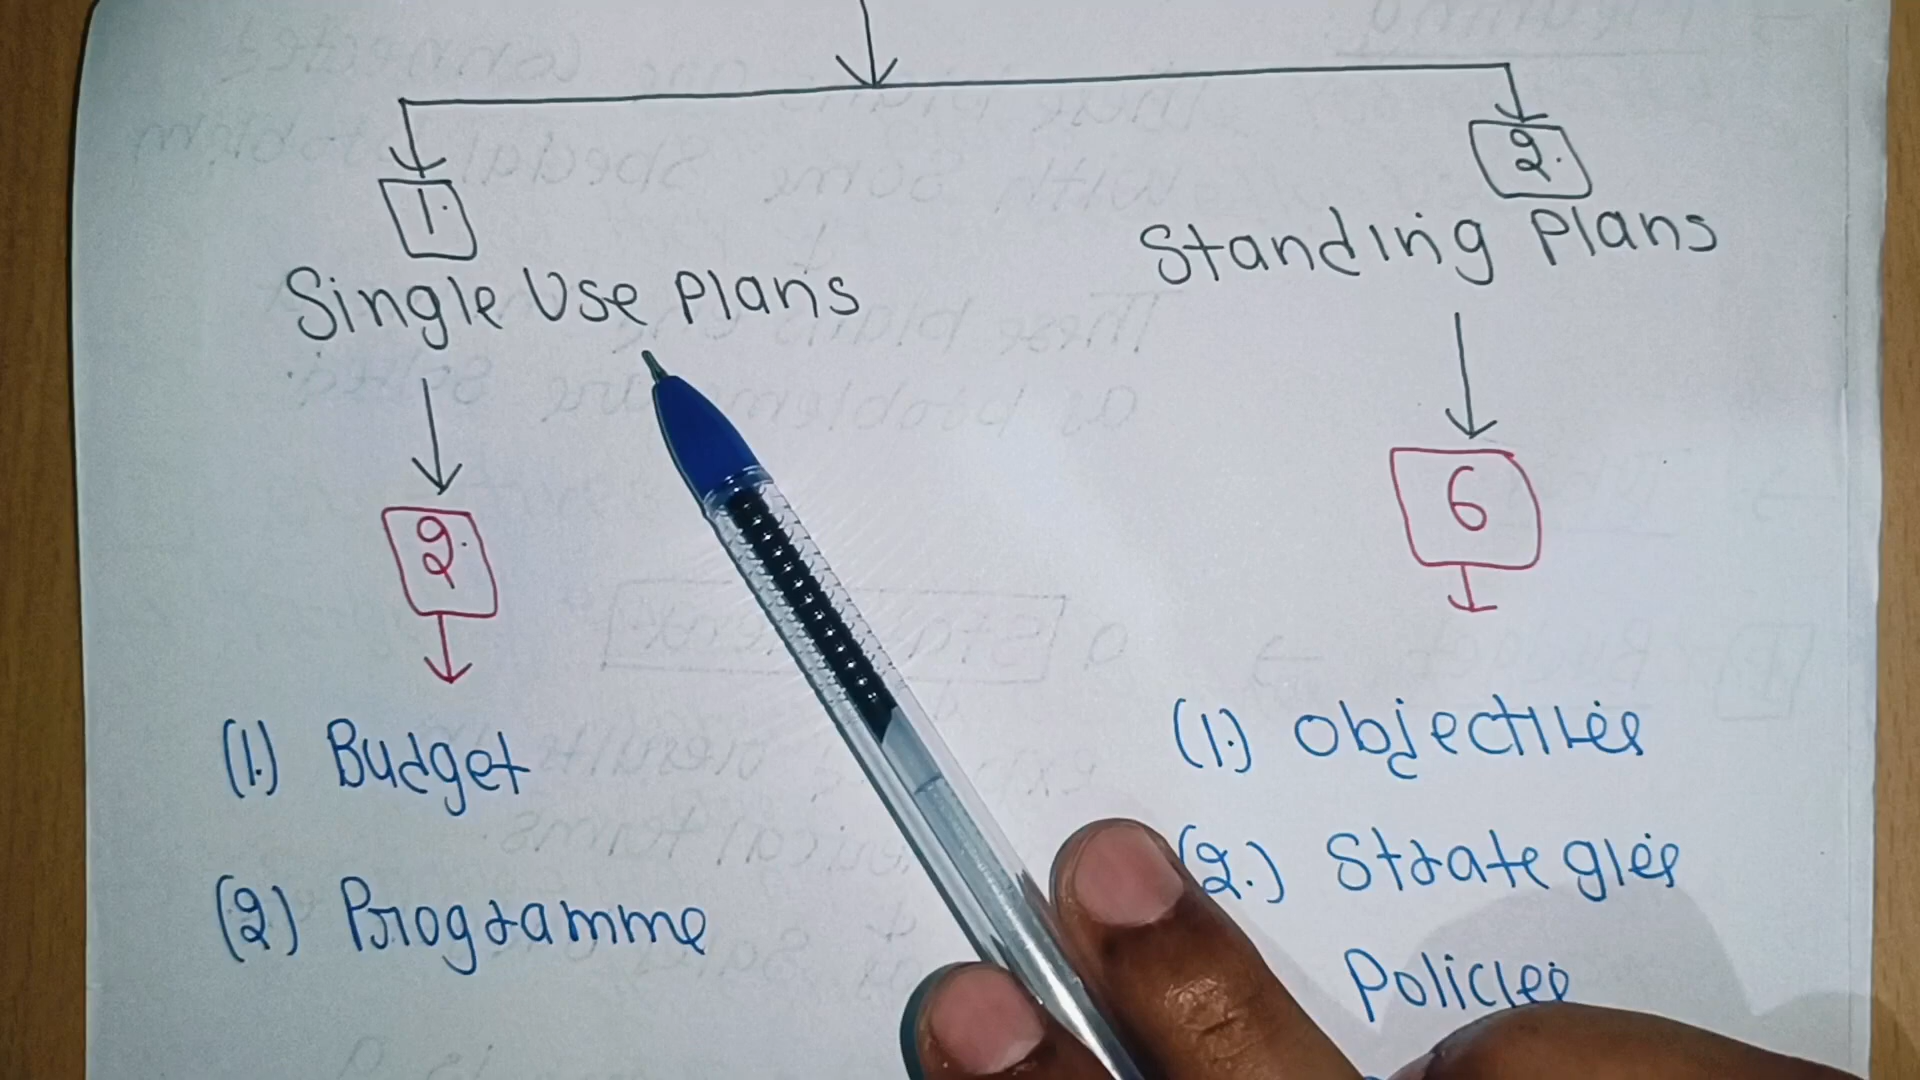 1.
Single Use Plans
2.
(1.) Budget
(2) Programme
2.
Standing Plans
6
(1.) Objectives
(2.) Strategies
Policies